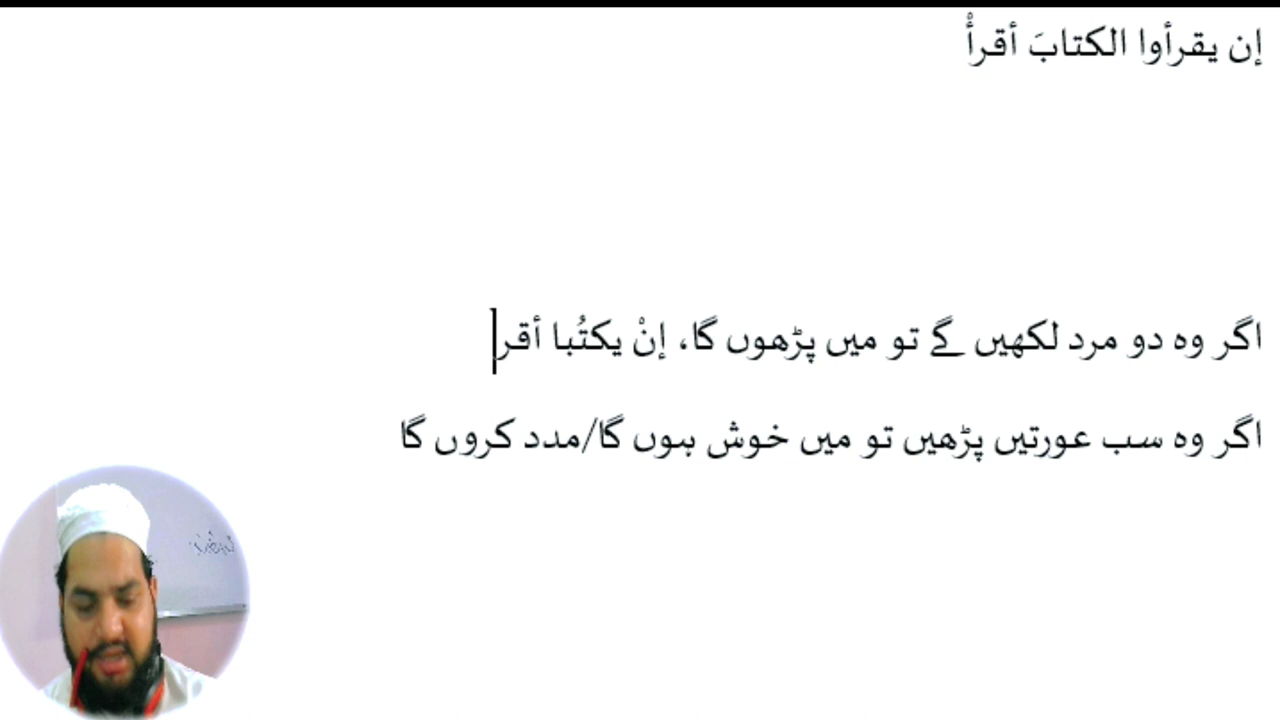 إن يقرأوا الكتابَ أقرأْ
اگر وہ دو مرد لکھیں گے تو میں پڑھوں گا، إنْ يكتُبا أقر
اگر وہ سب عورتیں پڑھیں تو میں خوش ہوں گا/مدد کروں گا